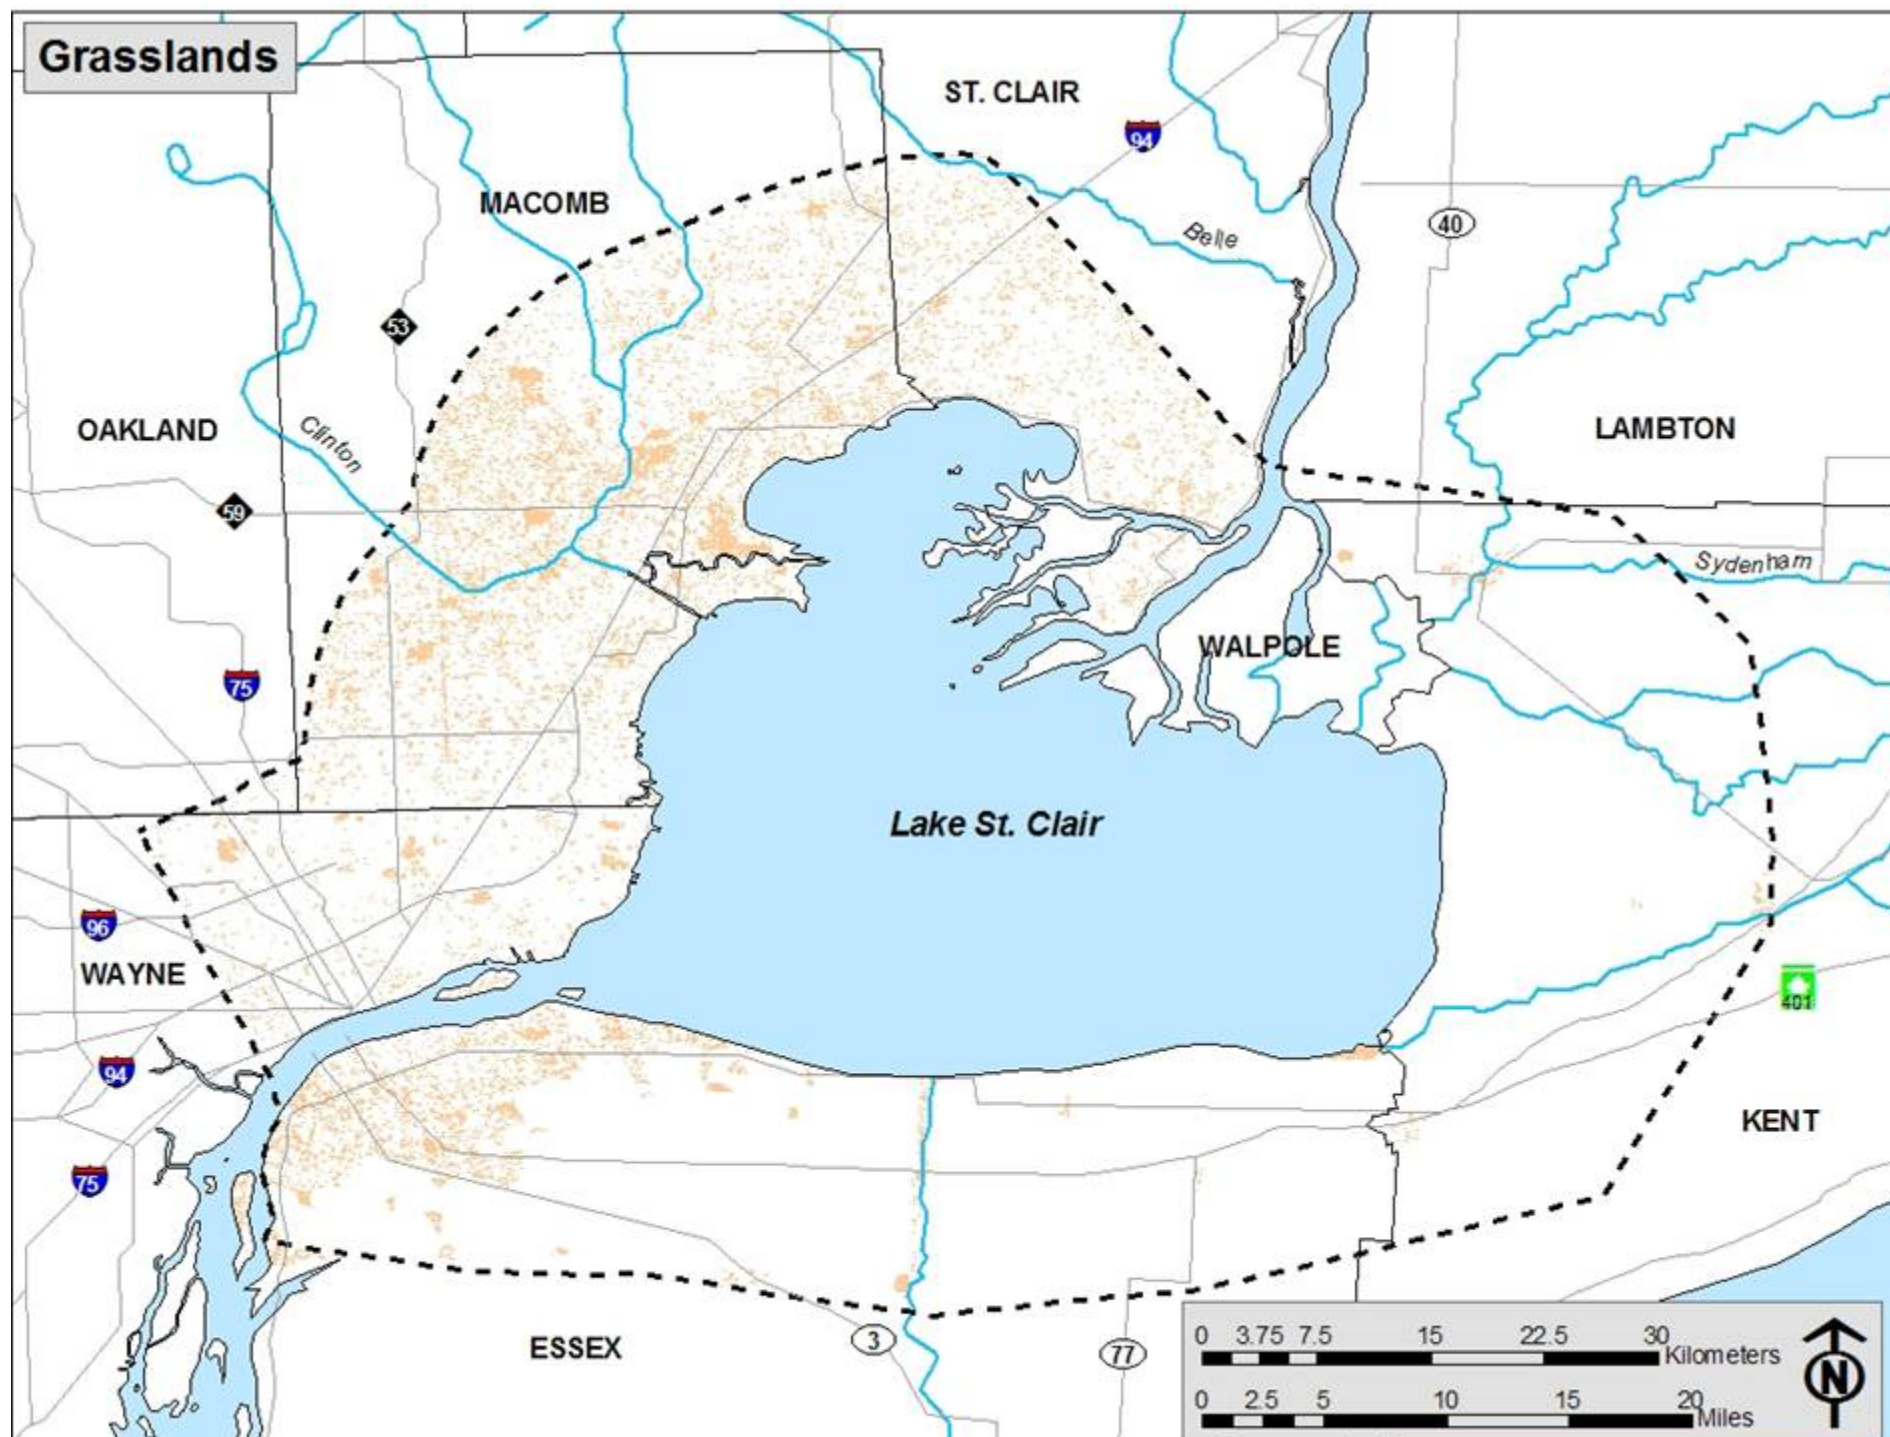 Grasslands
ST. CLAIR
94
MACOMB
40
Belle
53
OAKLAND
Clinton
LAMBTON
59
Sydenham
WALPOLE
75
Lake St. Clair
96
WAYNE
401
94
KENT
75
ESSEX
3
77
0 3.75 7.5 15 22.5 30
Kilometers
N
0 2.5 5 10 15 20
Miles